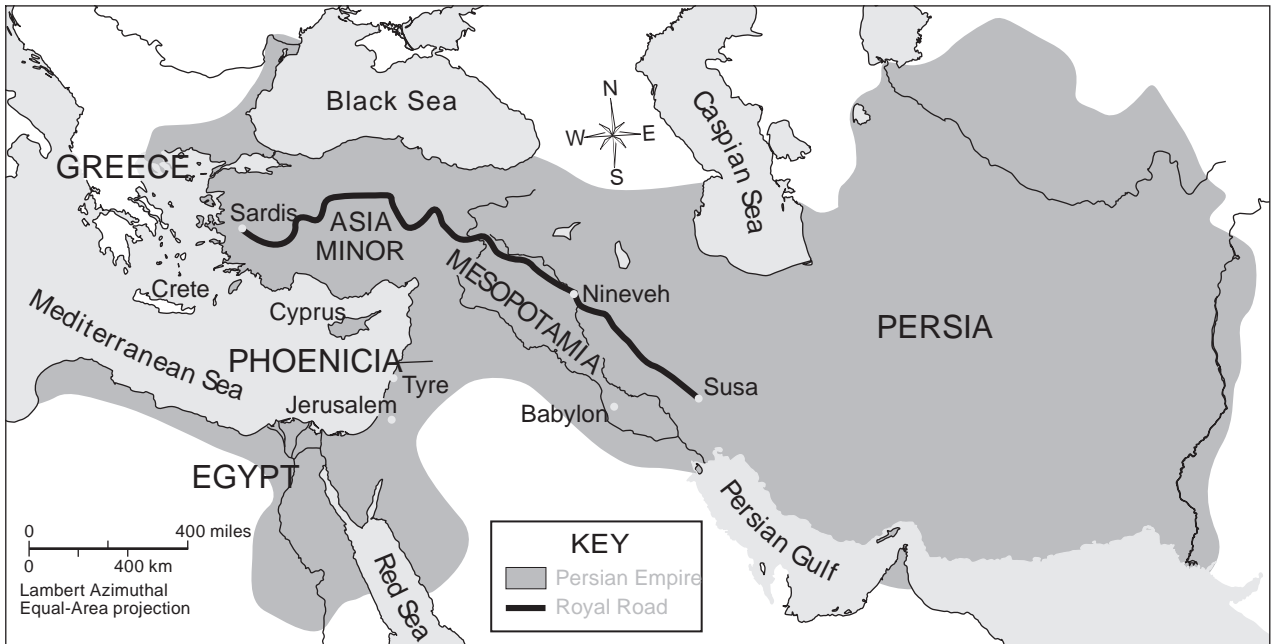 Black Sea
N
W
E
S
Caspian Sea
GREECE
Sardis
ASIA
MINOR
MESOPOTAMIA
Nineveh
Crete
Cyprus
PERSIA
Mediterranean Sea
PHOENICIA
Tyre
Susa
Jerusalem
Babylon
EGYPT
Persian Gulf
Red Sea
0 400 miles
0 400 km
Lambert Azimuthal
Equal-Area projection
KEY
Persian Empire
Royal Road